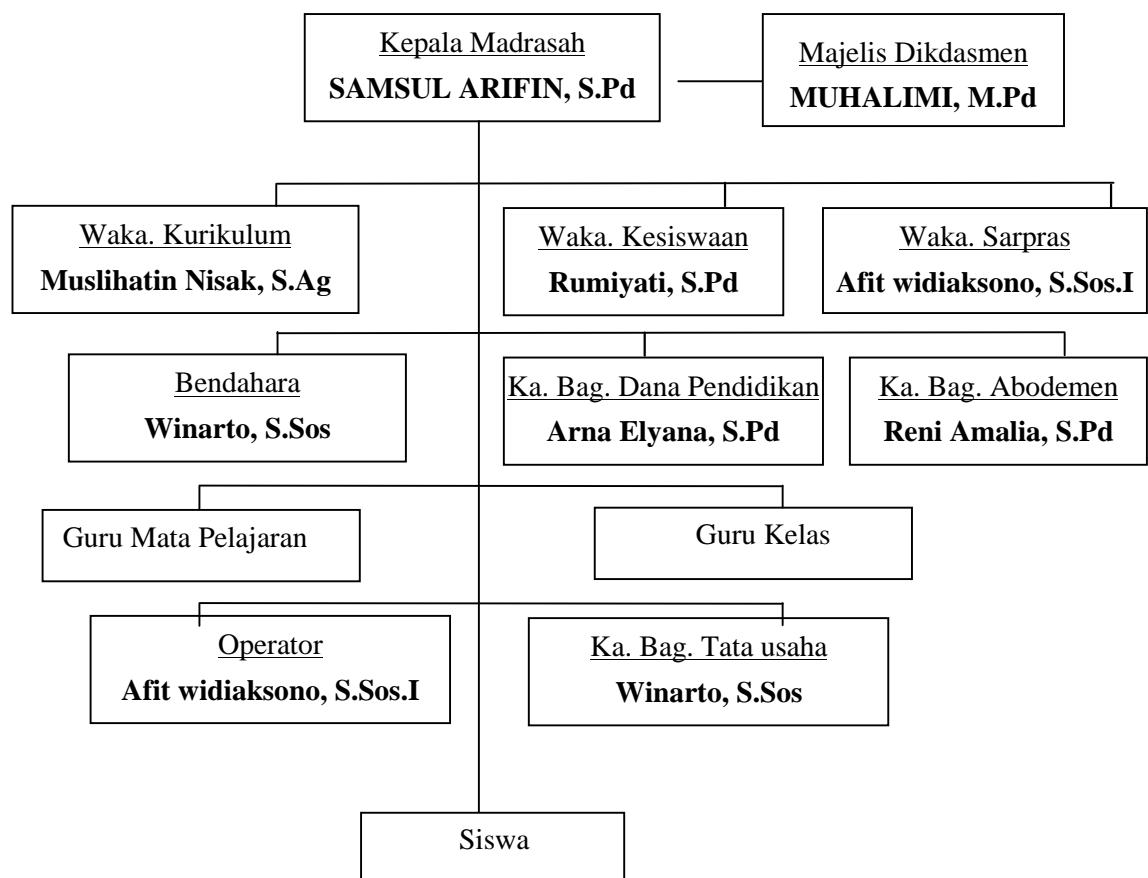 Kepala Madrasah
SAMSUL ARIFIN, S.Pd
Majelis Dikdasmen
MUHALIMI, M.Pd
Waka. Kurikulum
Muslihatin Nisak, S.Ag
Waka. Kesiswaan
Rumiyati, S.Pd
Waka. Sarpras
Afit widiaksono, S.Sos.I
Bendahara
Winarto, S.Sos
Ka. Bag. Dana Pendidikan
Arna Elyana, S.Pd
Ka. Bag. Abodemen
Reni Amalia, S.Pd
Guru Mata Pelajaran
Guru Kelas
Operator
Afit widiaksono, S.Sos.I
Ka. Bag. Tata usaha
Winarto, S.Sos
Siswa